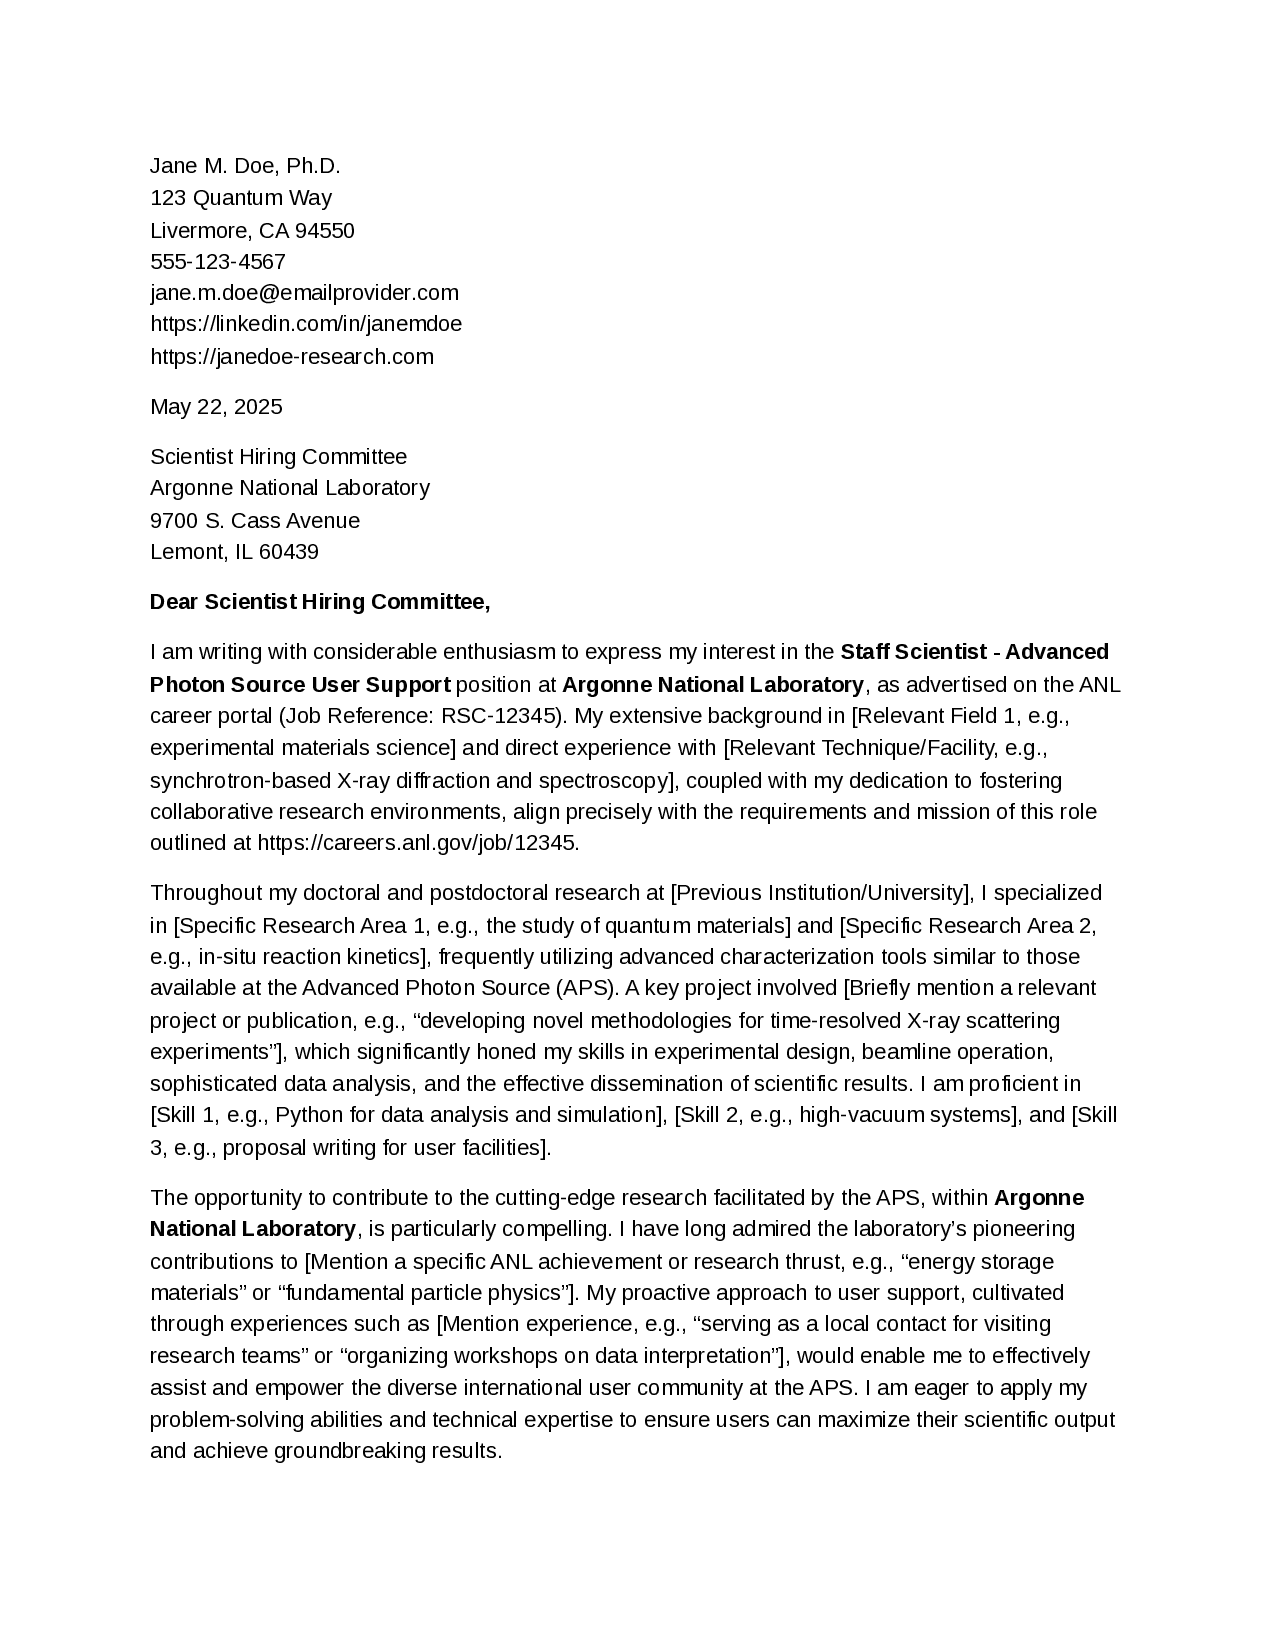 Jane M. Doe, Ph.D.
123 Quantum Way
Livermore, CA 94550
555-123-4567
jane.m.doe@emailprovider.com
https://linkedin.com/in/janemdoe
https://janedoe-research.com
May 22, 2025
Scientist Hiring Committee
Argonne National Laboratory
9700 S. Cass Avenue
Lemont, IL 60439
Dear Scientist Hiring Committee,
I am writing with considerable enthusiasm to express my interest in the Staff Scientist - Advanced
Photon Source User Support position at Argonne National Laboratory, as advertised on the ANL
career portal (Job Reference: RSC-12345). My extensive background in [Relevant Field 1, e.g.,
experimental materials science] and direct experience with [Relevant Technique/Facility, e.g.,
synchrotron-based X-ray diffraction and spectroscopy], coupled with my dedication to fostering
collaborative research environments, align precisely with the requirements and mission of this role
outlined at https://careers.anl.gov/job/12345.
Throughout my doctoral and postdoctoral research at [Previous Institution/University], I specialized
in [Specific Research Area 1, e.g., the study of quantum materials] and [Specific Research Area 2,
e.g., in-situ reaction kinetics], frequently utilizing advanced characterization tools similar to those
available at the Advanced Photon Source (APS). A key project involved [Briefly mention a relevant
project or publication, e.g., “developing novel methodologies for time-resolved X-ray scattering
experiments”], which significantly honed my skills in experimental design, beamline operation,
sophisticated data analysis, and the effective dissemination of scientific results. I am proficient in
[Skill 1, e.g., Python for data analysis and simulation], [Skill 2, e.g., high-vacuum systems], and [Skill
3, e.g., proposal writing for user facilities].
The opportunity to contribute to the cutting-edge research facilitated by the APS, within Argonne
National Laboratory, is particularly compelling. I have long admired the laboratory’s pioneering
contributions to [Mention a specific ANL achievement or research thrust, e.g., “energy storage
materials” or “fundamental particle physics”]. My proactive approach to user support, cultivated
through experiences such as [Mention experience, e.g., “serving as a local contact for visiting
research teams” or “organizing workshops on data interpretation”], would enable me to effectively
assist and empower the diverse international user community at the APS. I am eager to apply my
problem-solving abilities and technical expertise to ensure users can maximize their scientific output
and achieve groundbreaking results.